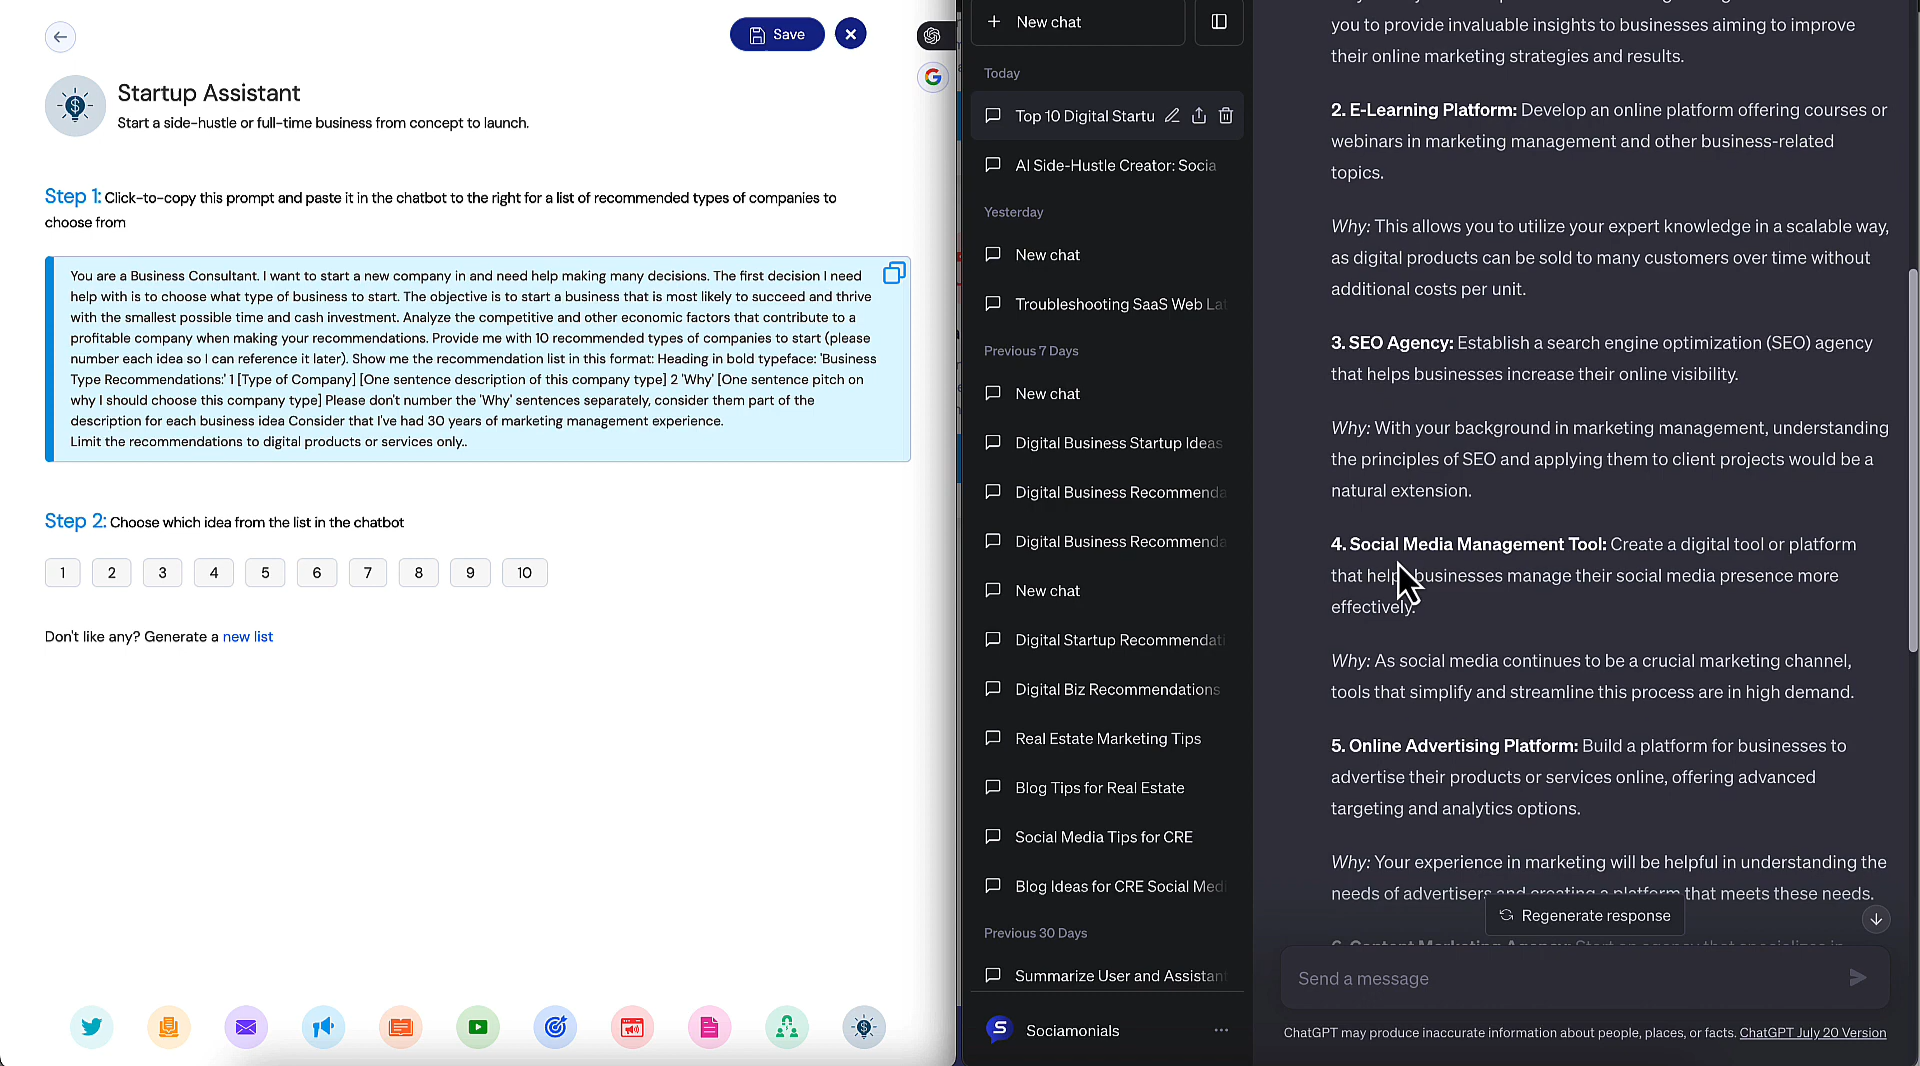 Save
Startup Assistant
Start a side-hustle or full-time business from concept to launch.
Step 1: Click-to-copy this prompt and paste it in the chatbot to the right for a list of recommended types of companies to
choose from
You are a Business Consultant. I want to start a new company in and need help making many decisions. The first decision I need
help with is to choose what type of business to start. The objective is to start a business that is most likely to succeed and thrive
with the smallest possible time and cash investment. Analyze the competitive and other economic factors that contribute to a
profitable company when making your recommendations. Provide me with 10 recommended types of companies to start (please
number each idea so I can reference it later). Show me the recommendation list in this format: Heading in bold typeface: 'Business
Type Recommendations:' 1 [Type of Company] [One sentence description of this company type] 2 'Why' [One sentence pitch on
why I should choose this company type] Please don't number the 'Why' sentences separately, consider them part of the
description for each business idea Consider that I've had 30 years of marketing management experience.
Limit the recommendations to digital products or services only..
Step 2: Choose which idea from the list in the chatbot
1 2 3 4 5 6 7 8 9 10
Don't like any? Generate a new list
New chat
Today
Top 10 Digital Startu
AI Side-Hustle Creator: Socia
Yesterday
New chat
Troubleshooting SaaS Web Lat
Previous 7 Days
New chat
Digital Business Startup Ideas
Digital Business Recommenda
Digital Business Recommenda
New chat
Digital Startup Recommendati
Digital Biz Recommendations
Real Estate Marketing Tips
Blog Tips for Real Estate
Social Media Tips for CRE
Blog Ideas for CRE Social Medi
Previous 30 Days
Summarize User and Assistant
Sociamonials
you to provide invaluable insights to businesses aiming to improve
their online marketing strategies and results.
2. E-Learning Platform: Develop an online platform offering courses or
webinars in marketing management and other business-related
topics.
Why: This allows you to utilize your expert knowledge in a scalable way,
as digital products can be sold to many customers over time without
additional costs per unit.
3. SEO Agency: Establish a search engine optimization (SEO) agency
that helps businesses increase their online visibility.
Why: With your background in marketing management, understanding
the principles of SEO and applying them to client projects would be a
natural extension.
4. Social Media Management Tool: Create a digital tool or platform
that helps businesses manage their social media presence more
effectively.
Why: As social media continues to be a crucial marketing channel,
tools that simplify and streamline this process are in high demand.
5. Online Advertising Platform: Build a platform for businesses to
advertise their products or services online, offering advanced
targeting and analytics options.
Why: Your experience in marketing will be helpful in understanding the
needs of advertisers and creating a platform that meets these needs.
Regenerate response
6. Content Marketing Agency: Start an agency that specializes in
Send a message
ChatGPT may produce inaccurate information about people, places, or facts. ChatGPT July 20 Version